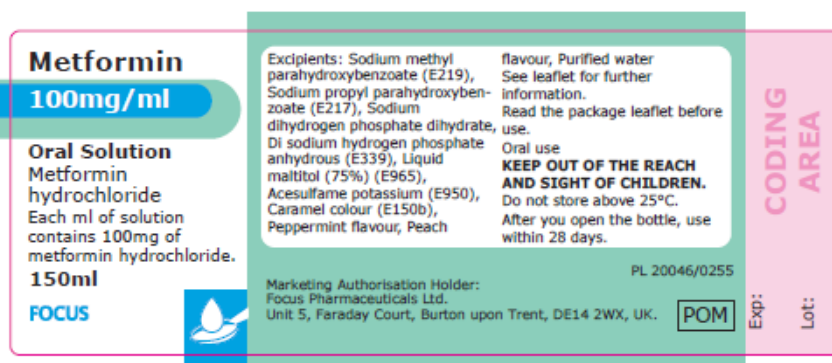 Metformin
100mg/ml
Oral Solution
Metformin
hydrochloride
Each ml of solution
contains 100mg of
metformin hydrochloride.
150ml
FOCUS
Excipients: Sodium methyl
parahydroxybenzoate (E219),
Sodium propyl parahydroxyben-
zoate (E217), Sodium
dihydrogen phosphate dihydrate,
Di sodium hydrogen phosphate
anhydrous (E339), Liquid
maltitol (75%) (E965),
Acesulfame potassium (E950),
Caramel colour (E150b),
Peppermint flavour, Peach
flavour, Purified water
See leaflet for further
information.
Read the package leaflet before
use.
Oral use
KEEP OUT OF THE REACH
AND SIGHT OF CHILDREN.
Do not store above 25°C.
After you open the bottle, use
within 28 days.
PL 20046/0255
Marketing Authorisation Holder:
Focus Pharmaceuticals Ltd.
Unit 5, Faraday Court, Burton upon Trent, DE14 2WX, UK.
POM
CODING
AREA
Exp:
Lot: